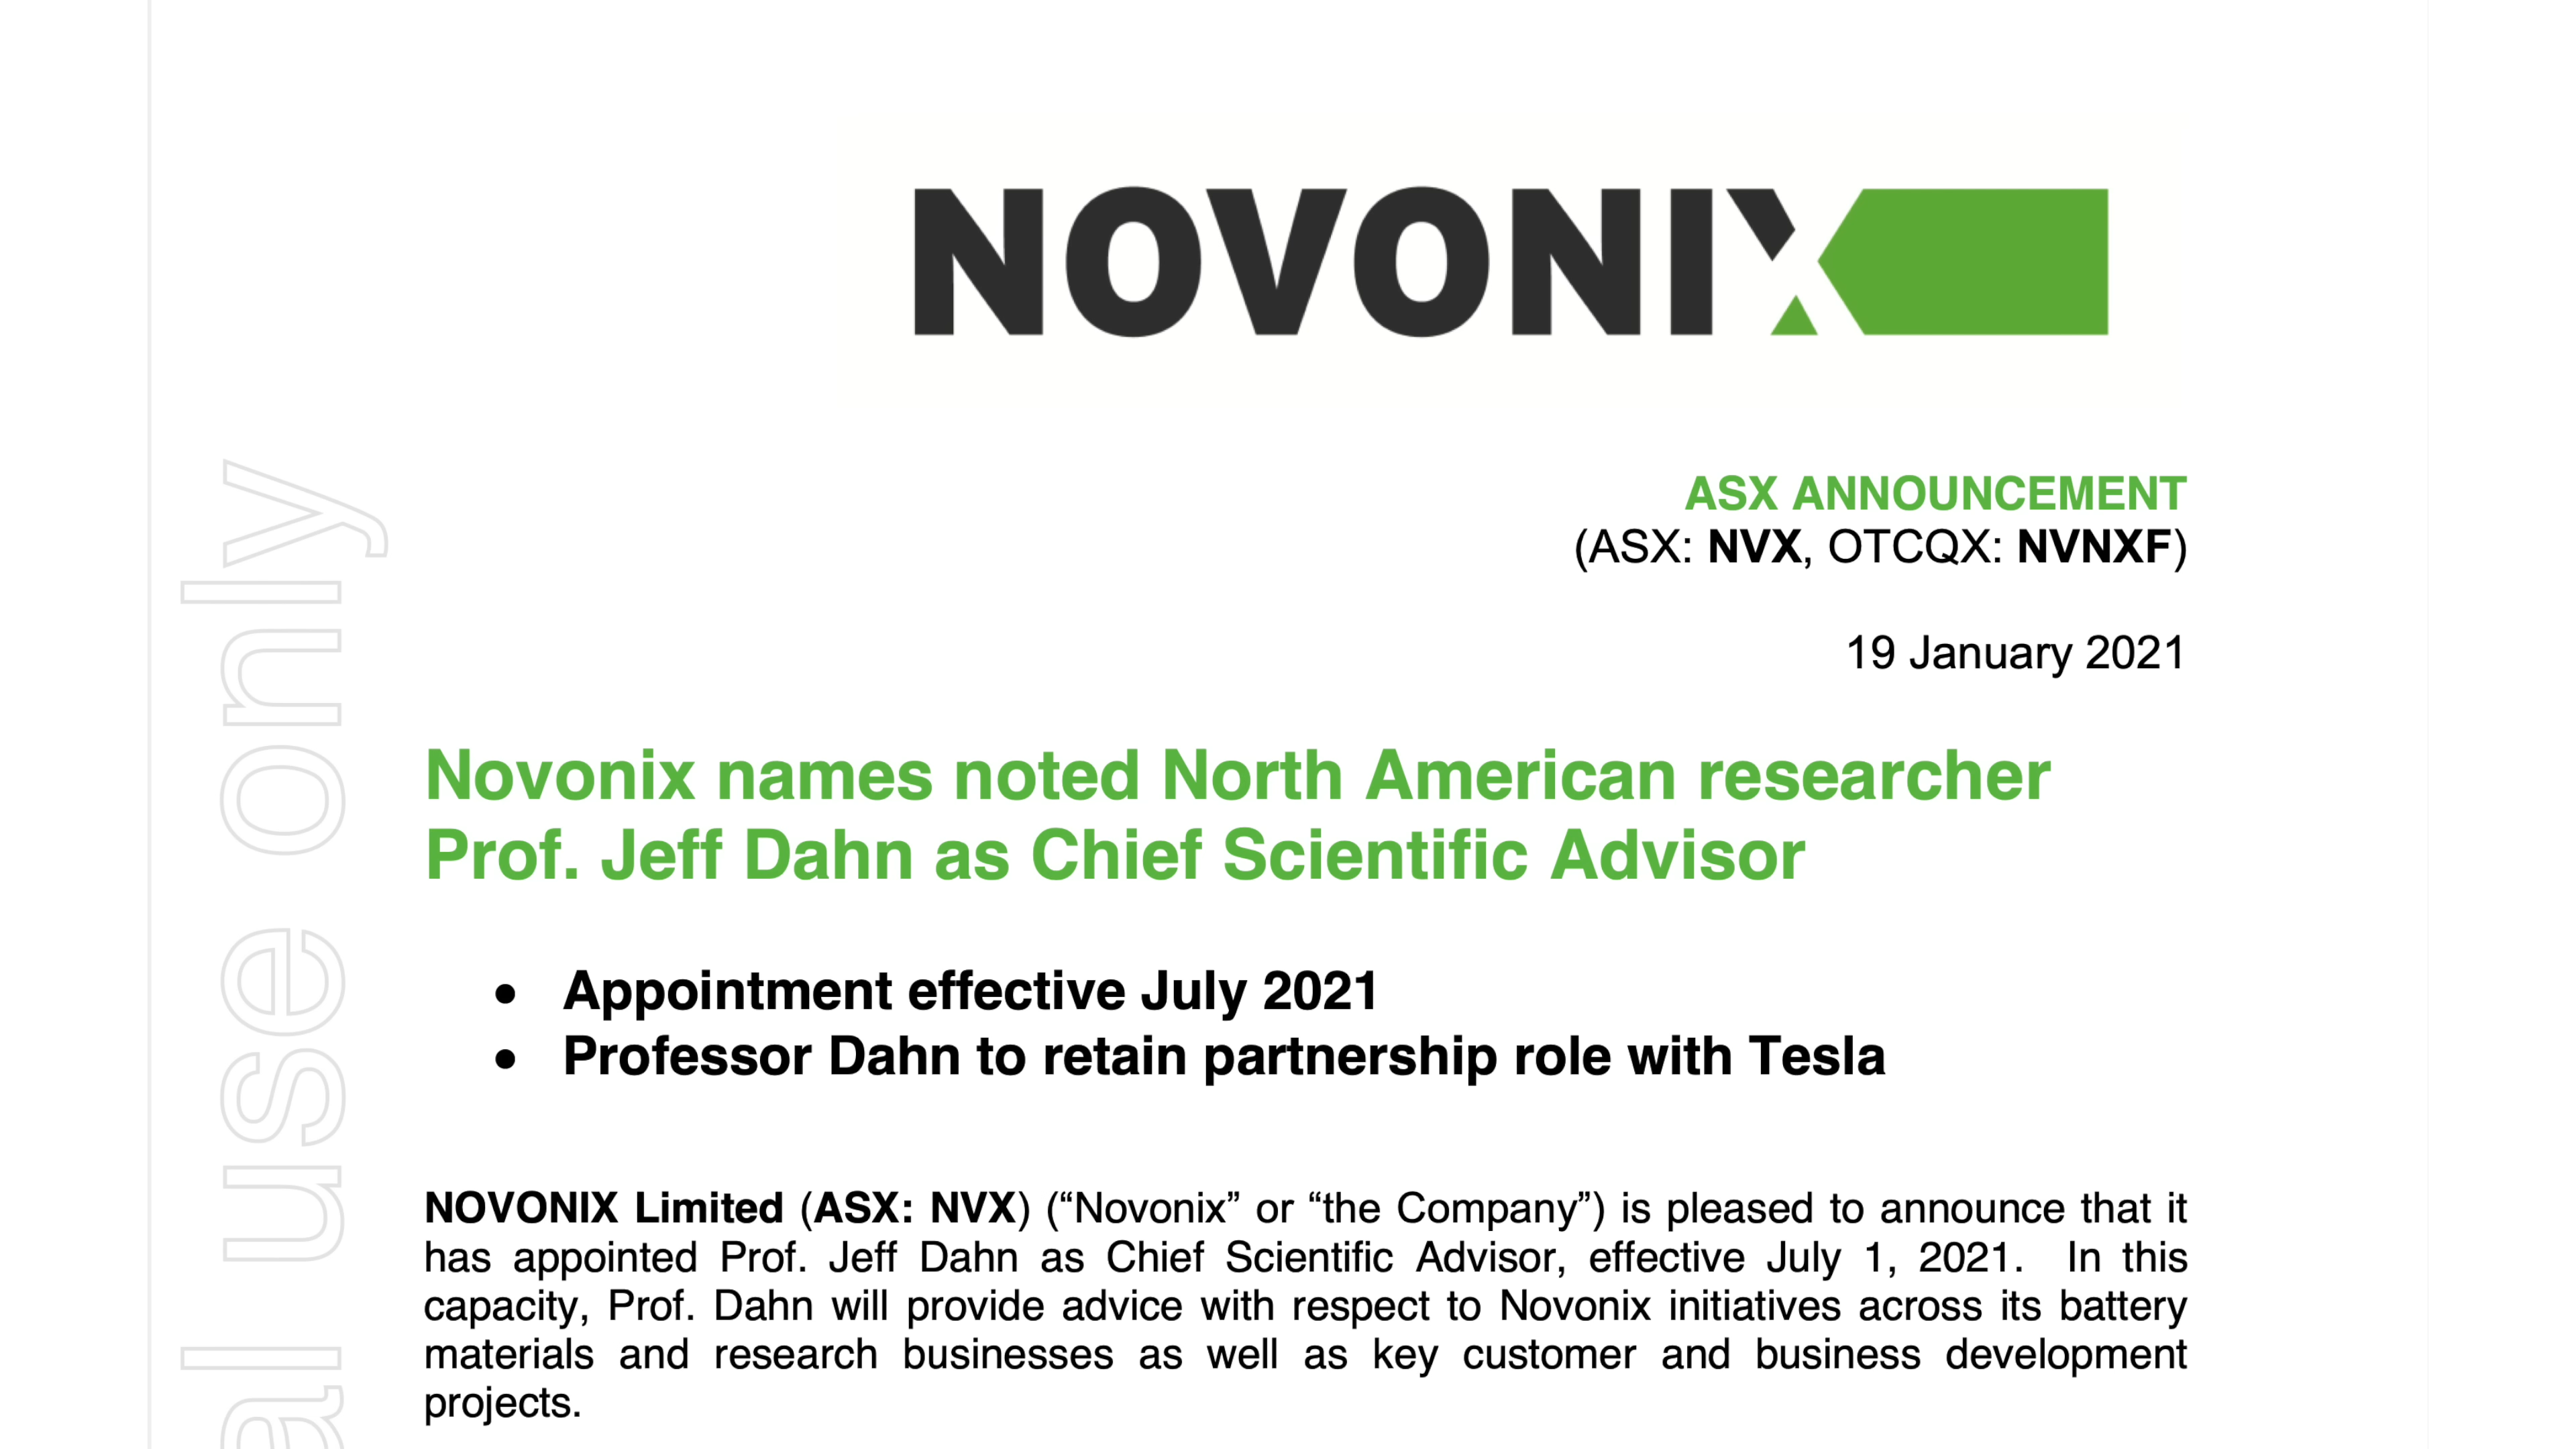 NOVONIX
ASX ANNOUNCEMENT
(ASX: NVX, OTCQX: NVNXF)
19 January 2021
Novonix names noted North American researcher
Prof. Jeff Dahn as Chief Scientific Advisor
• Appointment effective July 2021
• Professor Dahn to retain partnership role with Tesla
NOVONIX Limited (ASX: NVX) (“Novonix” or “the Company”) is pleased to announce that it
has appointed Prof. Jeff Dahn as Chief Scientific Advisor, effective July 1, 2021. In this
capacity, Prof. Dahn will provide advice with respect to Novonix initiatives across its battery
materials and research businesses as well as key customer and business development
projects.
use only